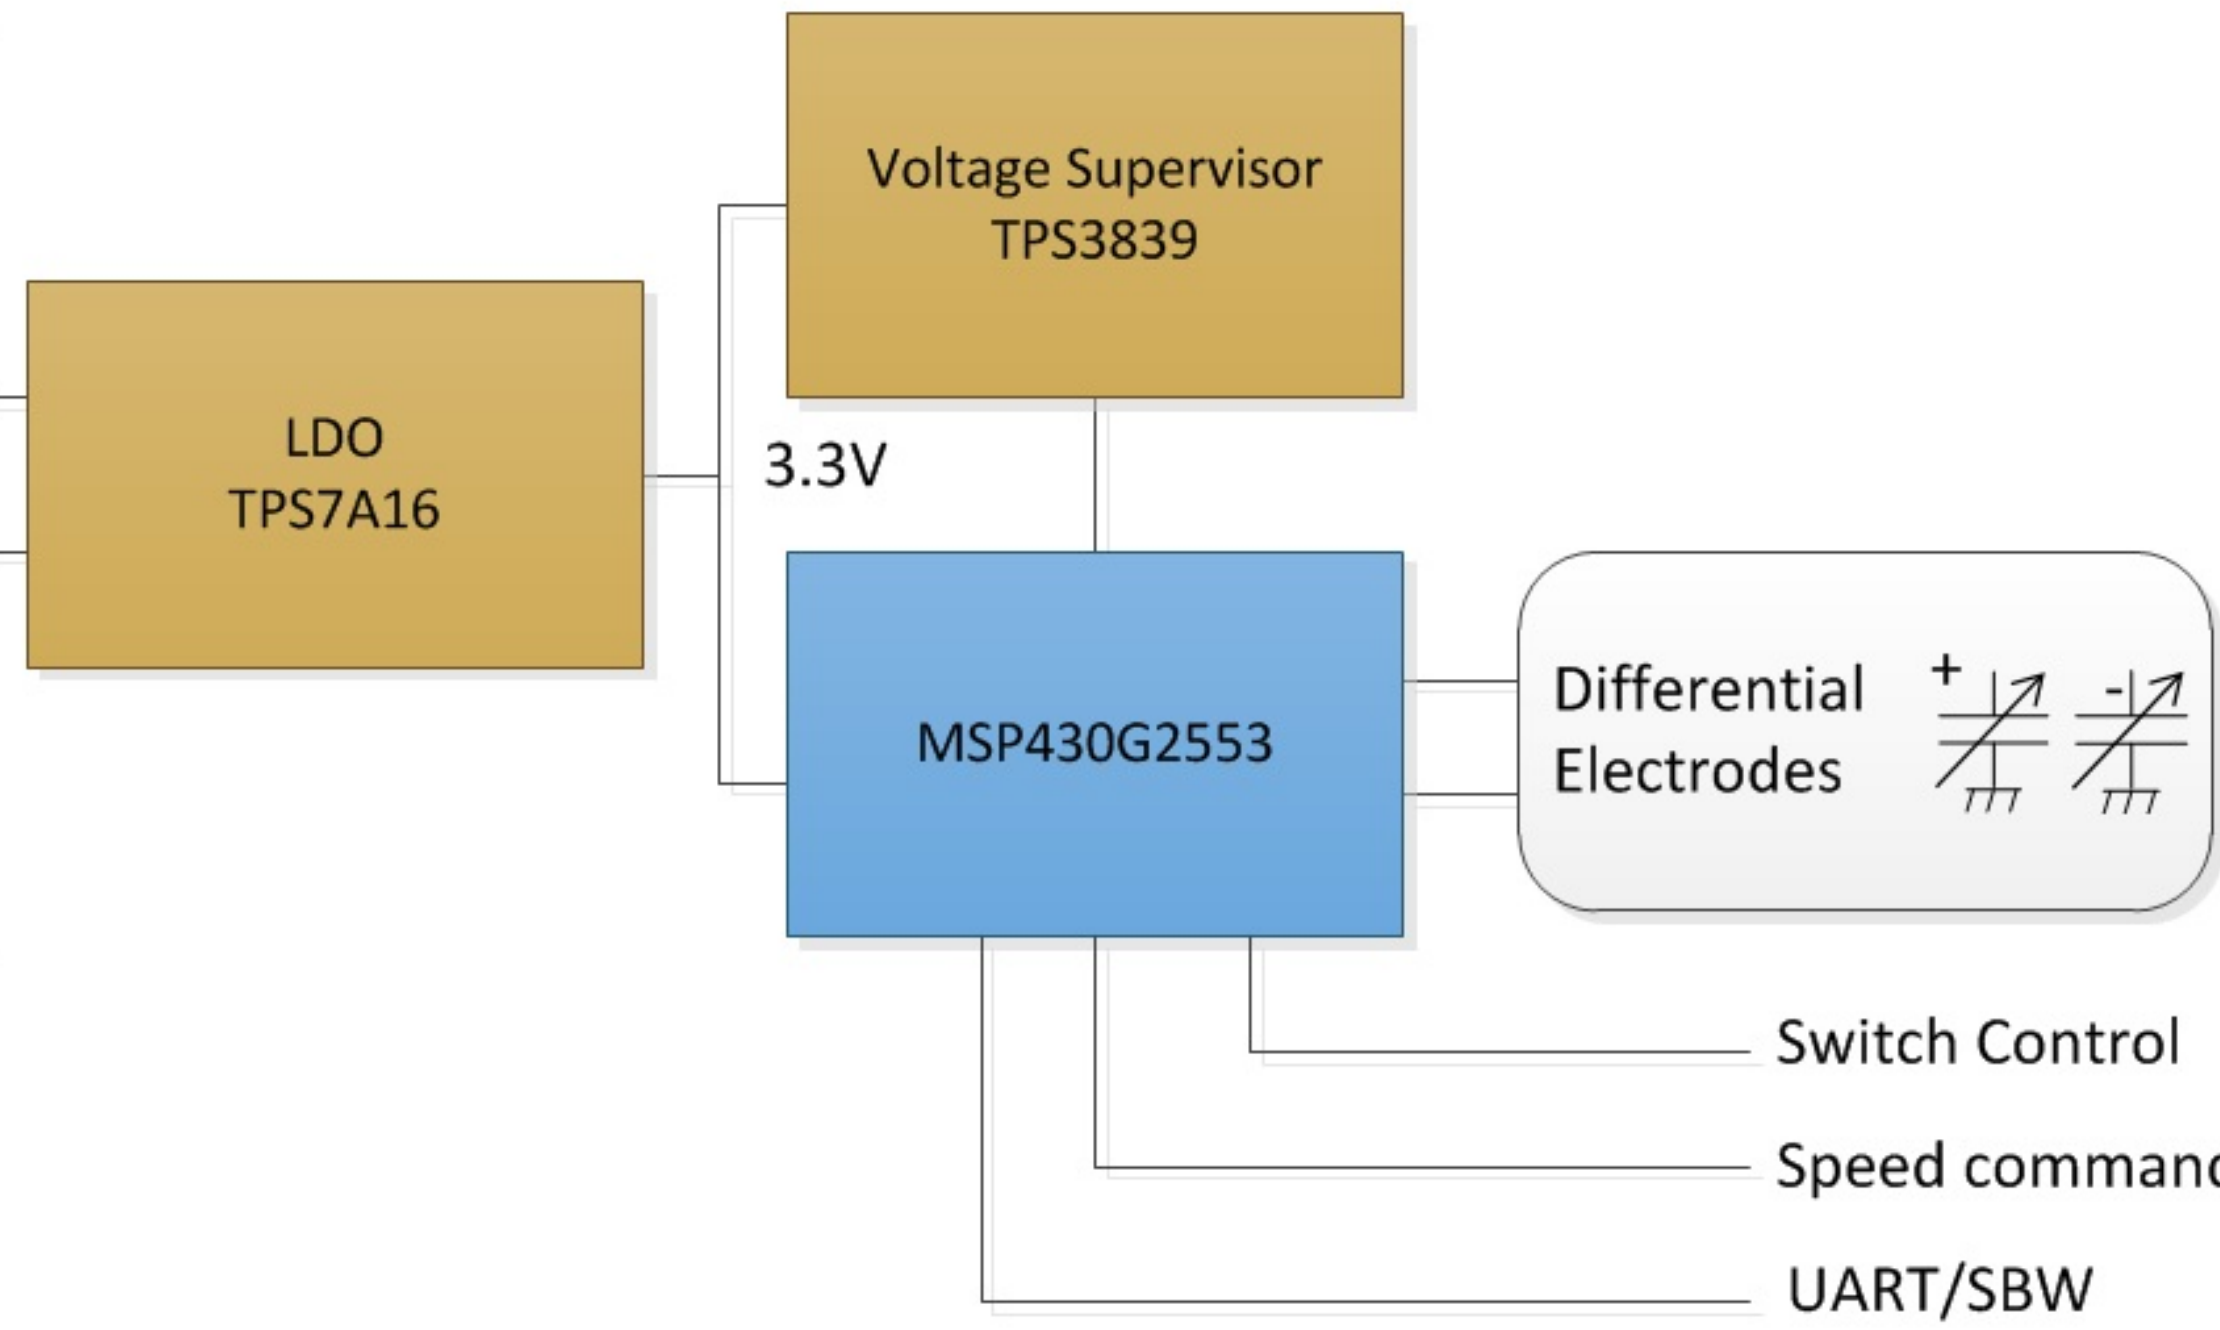 Voltage Supervisor
TPS3839
LDO
TPS7A16
3.3V
MSP430G2553
Differential
Electrodes
+
-
Switch Control
Speed comman
UART/SBW